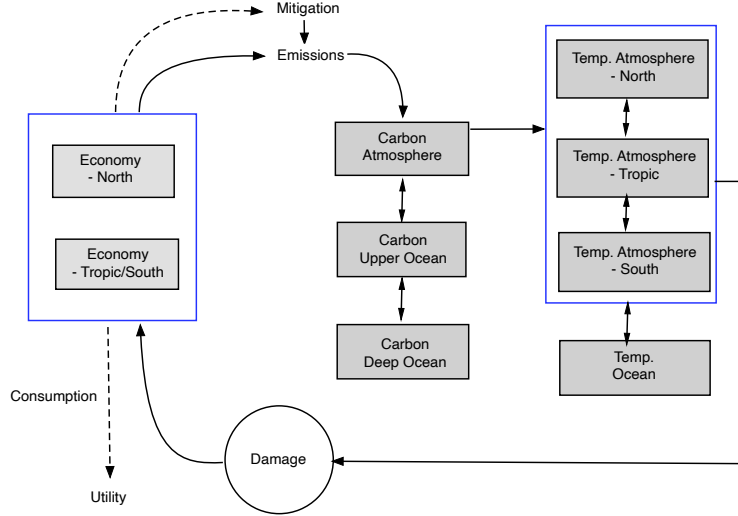 Mitigation
Emissions
Economy
- North
Economy
- Tropic/South
Carbon
Atmosphere
Carbon
Upper Ocean
Carbon
Deep Ocean
Temp. Atmosphere
- North
Temp. Atmosphere
- Tropic
Temp. Atmosphere
- South
Temp.
Ocean
Consumption
Utility
Damage